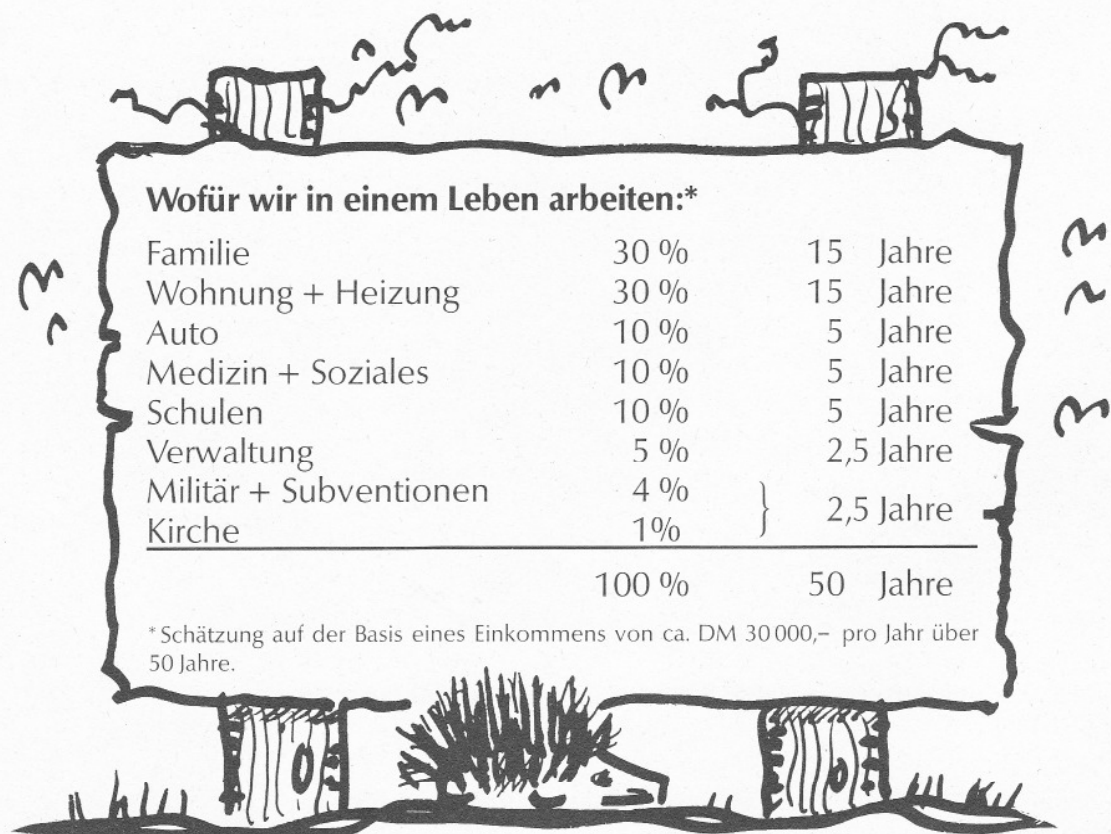 Wofür wir in einem Leben arbeiten:*
Familie 30 % 15 Jahre
Wohnung + Heizung 30 % 15 Jahre
Auto 10 % 5 Jahre
Medizin + Soziales 10 % 5 Jahre
Schulen 10 % 5 Jahre
Verwaltung 5 % 2,5 Jahre
Militär + Subventionen 4 % } 2,5 Jahre
Kirche 1%
100 % 50 Jahre
*Schätzung auf der Basis eines Einkommens von ca. DM 30 000,– pro Jahr über
50 Jahre.